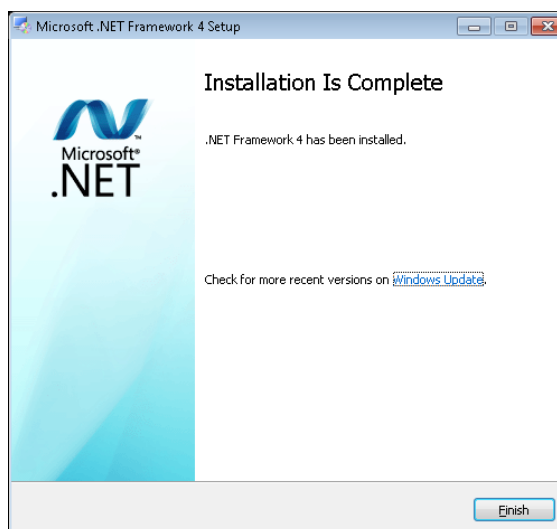 Microsoft .NET Framework 4 Setup
Installation Is Complete
Microsoft®
.NET
.NET Framework 4 has been installed.
Check for more recent versions on Windows Update.
Finish